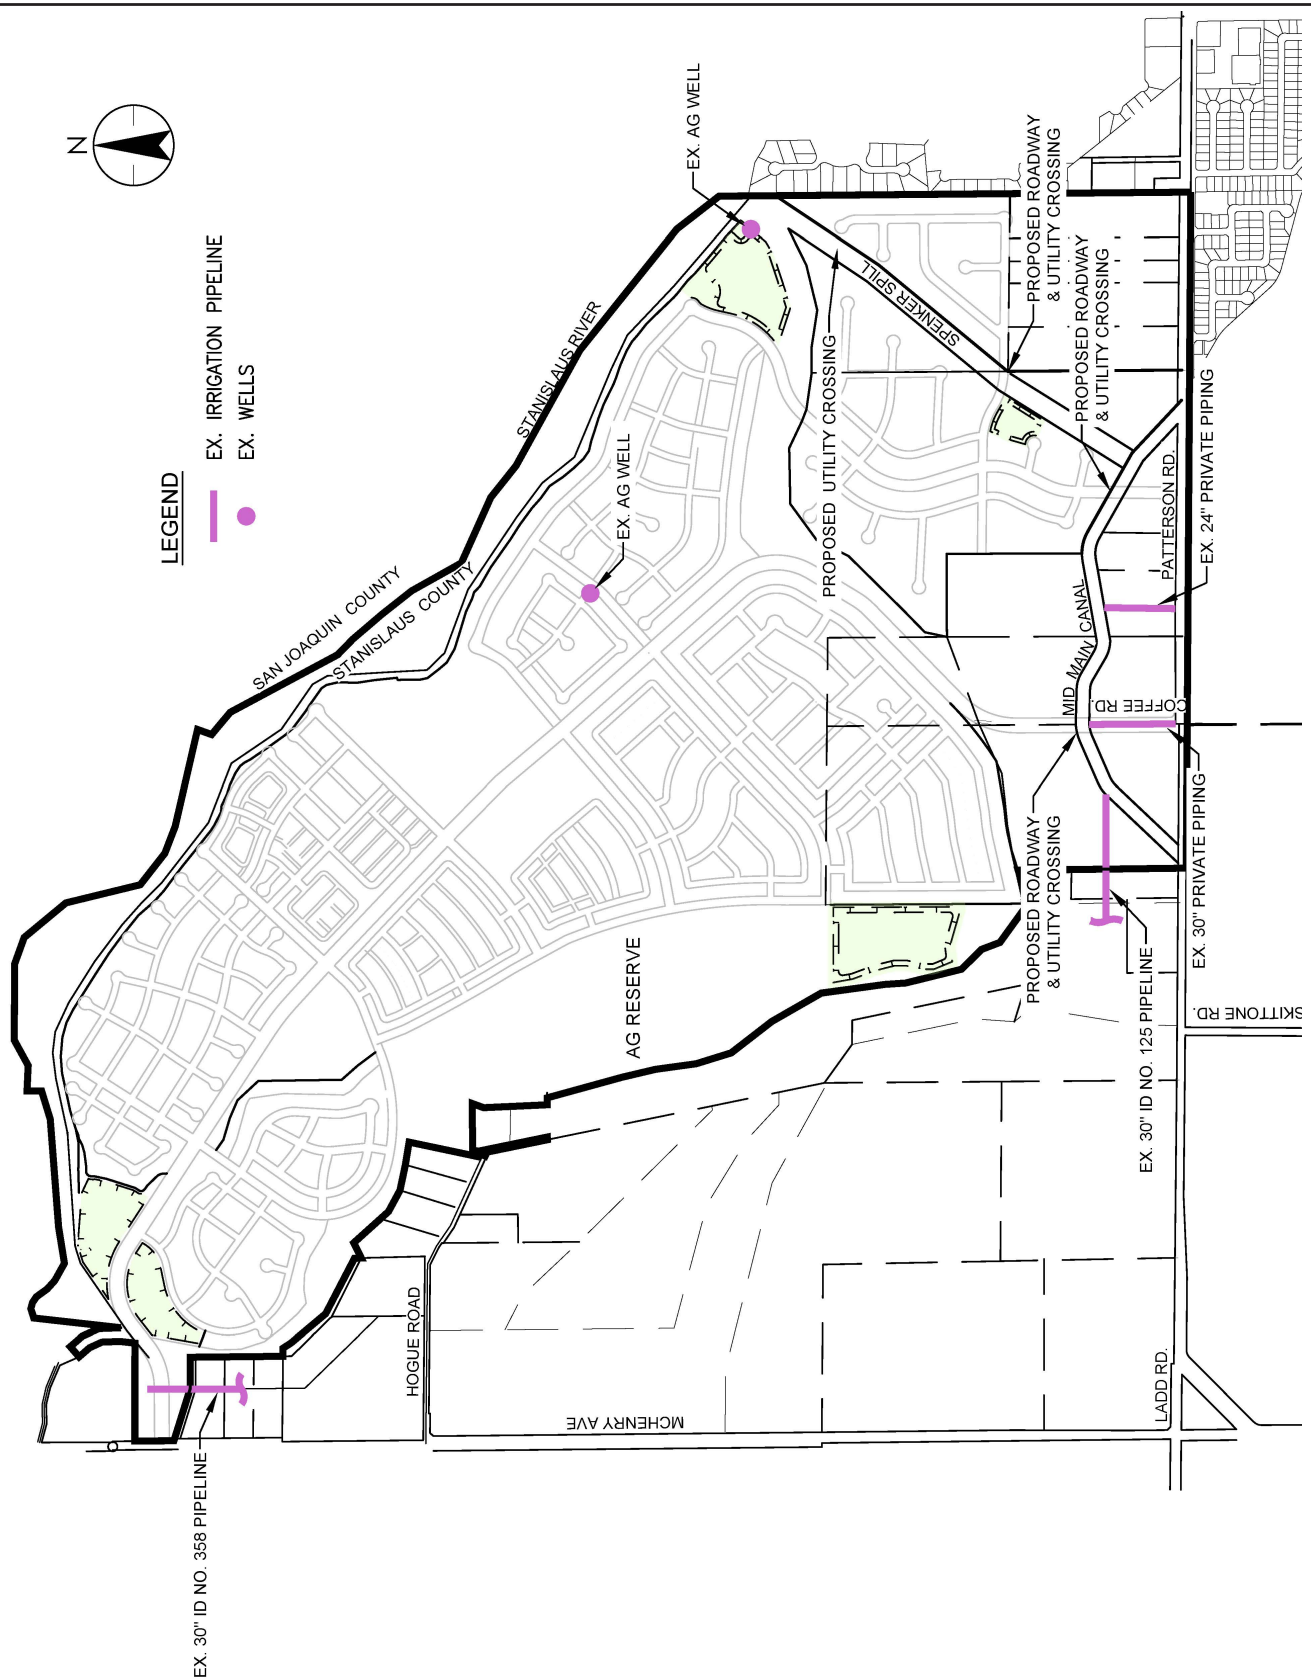 N
LEGEND
EX. IRRIGATION PIPELINE
EX. WELLS
EX. AG WELL
STANISLAUS RIVER
SAN JOAQUIN COUNTY
STANISLAUS COUNTY
EX. AG WELL
PROPOSED UTILITY CROSSING
SPENKER SPILL
PROPOSED ROADWAY
& UTILITY CROSSING
PROPOSED ROADWAY
& UTILITY CROSSING
PATTERSON RD.
EX. 24" PRIVATE PIPING
MID MAIN CANAL
COFFEE RD.
EX. 30" PRIVATE PIPING
PROPOSED ROADWAY
& UTILITY CROSSING
EX. 30" ID NO. 125 PIPELINE
SKITTONE RD.
AG RESERVE
HOGUE ROAD
MCHENRY AVE
LADD RD.
EX. 30" ID NO. 358 PIPELINE